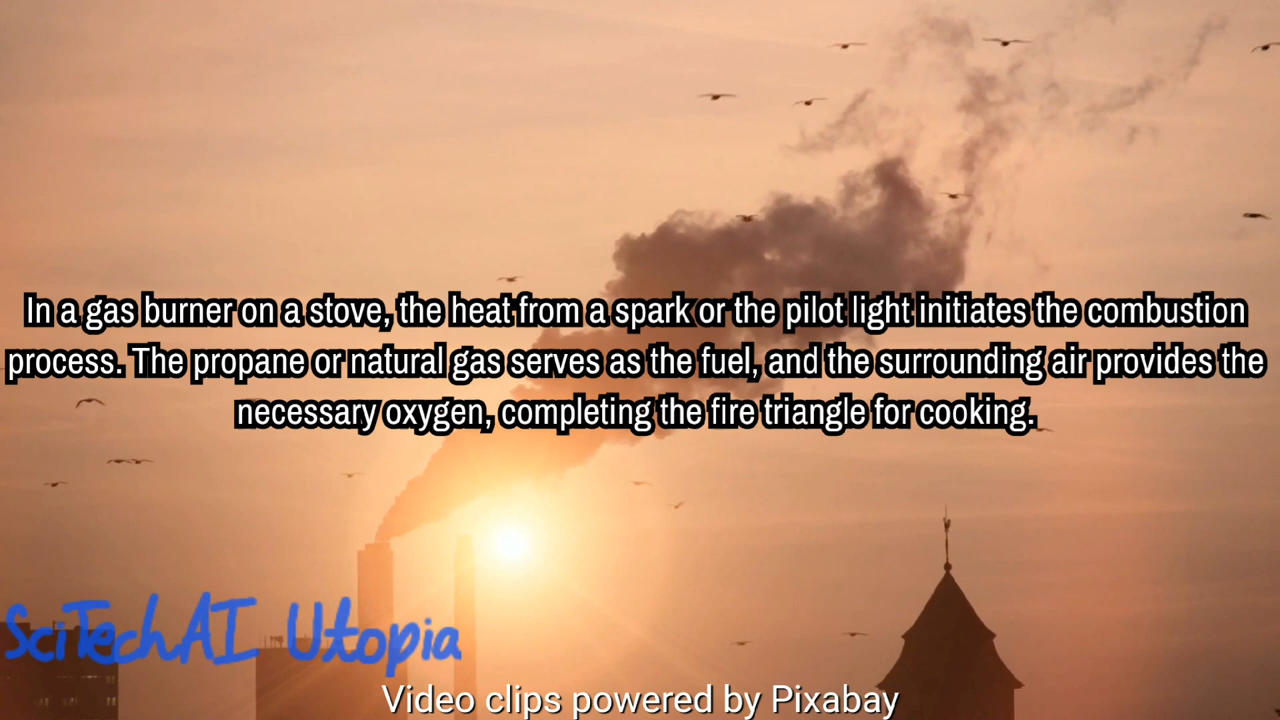 In a gas burner on a stove, the heat from a spark or the pilot light initiates the combustion
process. The propane or natural gas serves as the fuel, and the surrounding air provides the
necessary oxygen, completing the fire triangle for cooking.
SciTechAI Utopia
Video clips powered by Pixabay